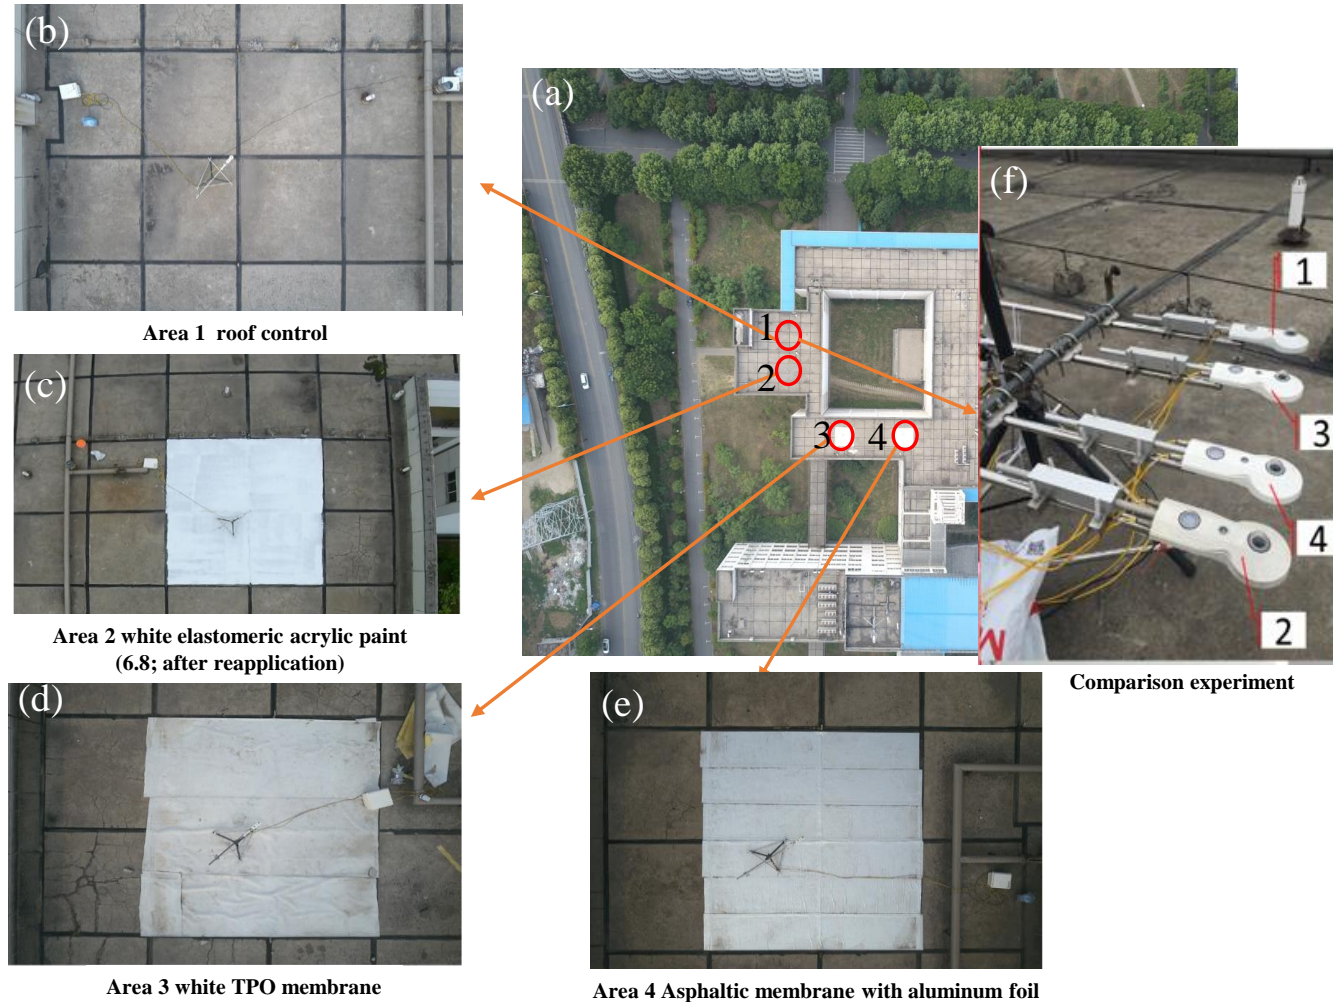 (b)
Area 1 roof control
(c)
Area 2 white elastomeric acrylic paint
(6.8; after reapplication)
(d)
Area 3 white TPO membrane
(a)
1
2
3
4
(e)
Area 4 Asphaltic membrane with aluminum foil
(f)
1
3
4
2
M
Comparison experiment